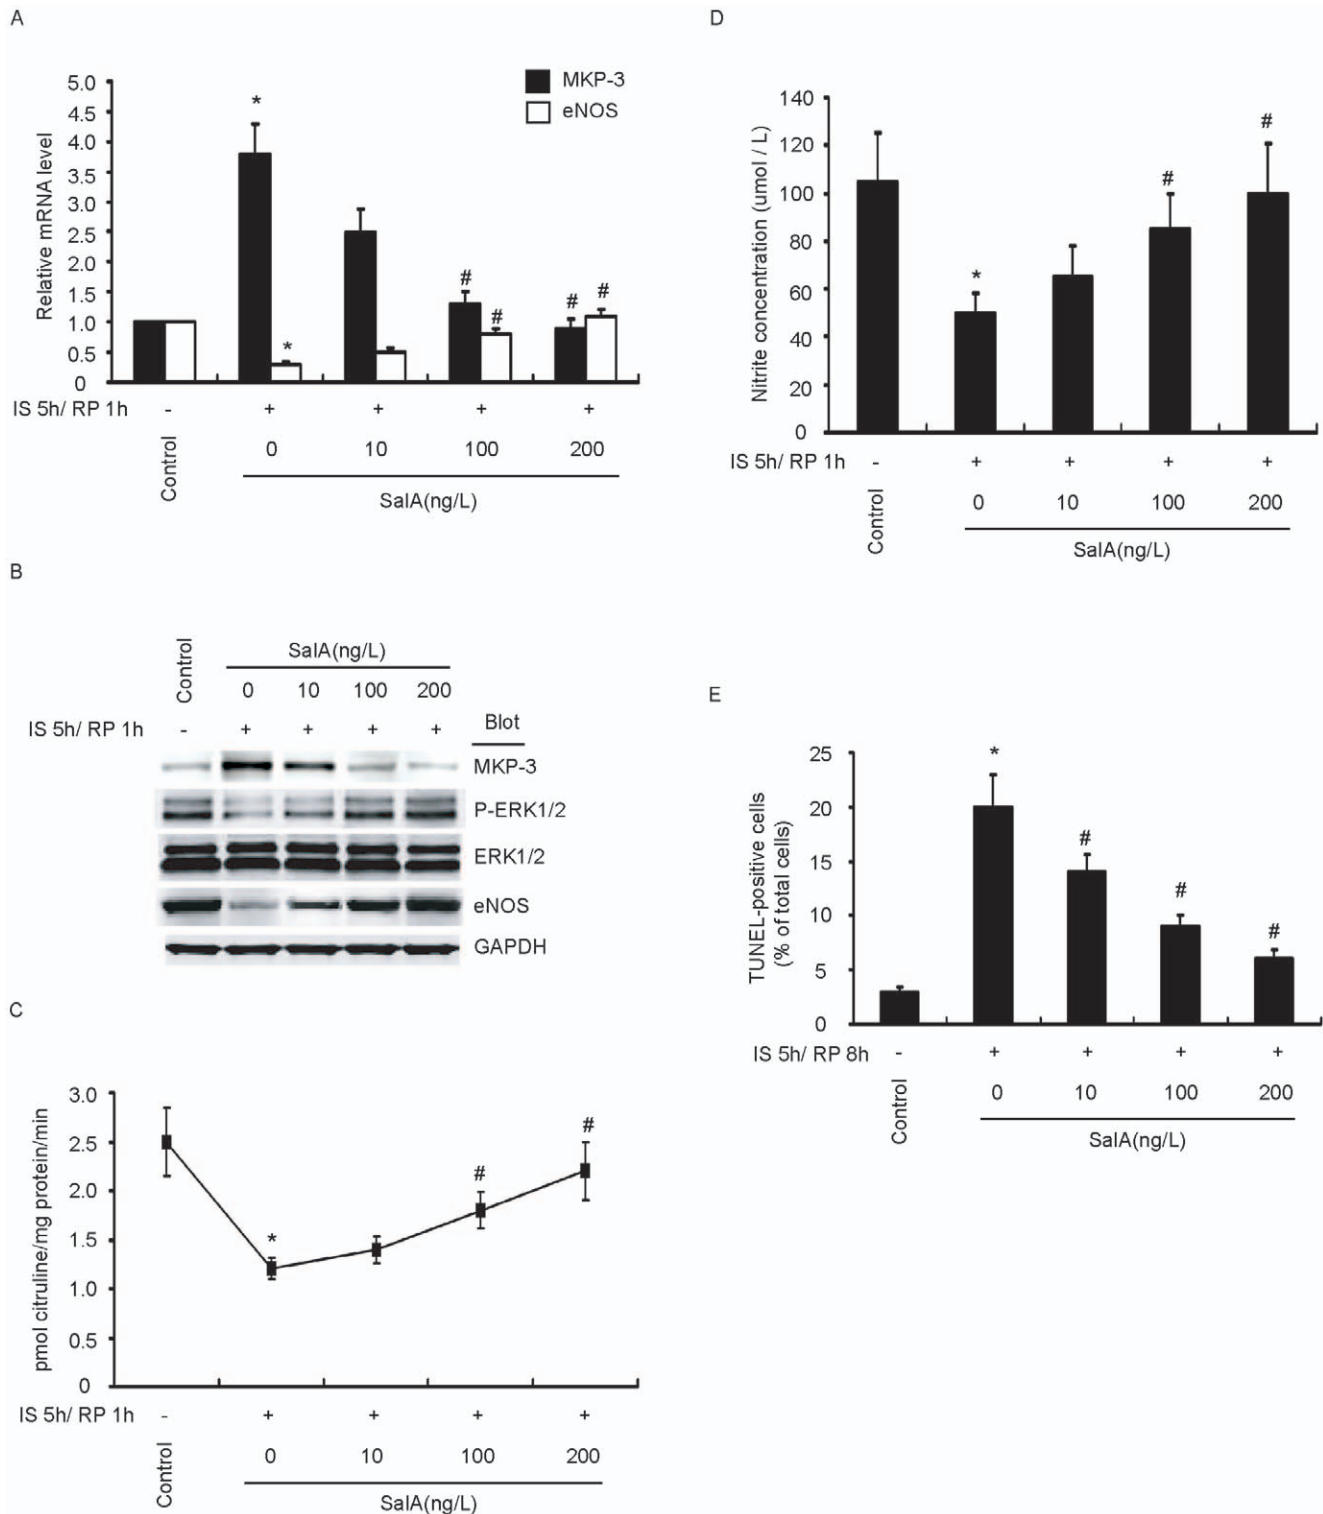 A
MKP-3
eNOS
Relative mRNA level
5.0
4.5
4.0
3.5
3.0
2.5
2.0
1.5
1.0
0.5
0
*
*
#
#
#
#
IS 5h/ RP 1h - + + + +
Control 0 10 100 200
SalA(ng/L)
B
Control
SalA(ng/L)
0 10 100 200
IS 5h/ RP 1h - + + + +
Blot
MKP-3
P-ERK1/2
ERK1/2
eNOS
GAPDH
C
pmol citruline/mg protein/min
3.0
2.5
2.0
1.5
1.0
0.5
0
*
#
#
IS 5h/ RP 1h - + + + +
Control 0 10 100 200
SalA(ng/L)
D
Nitrite concentration (umol / L)
140
120
100
80
60
40
20
0
*
#
#
IS 5h/ RP 1h - + + + +
Control 0 10 100 200
SalA(ng/L)
E
TUNEL-positive cells
(% of total cells)
25
20
15
10
5
0
*
#
#
#
IS 5h/ RP 8h - + + + +
Control 0 10 100 200
SalA(ng/L)